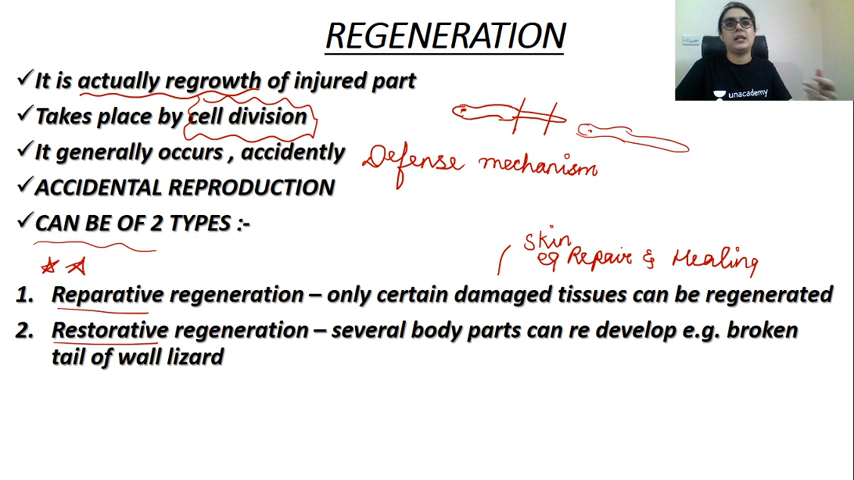 REGENERATION
unacademy
✓It is actually regrowth of injured part
✓Takes place by cell division
✓It generally occurs , accidently
Defense mechanism
✓ACCIDENTAL REPRODUCTION
✓CAN BE OF 2 TYPES :-
Skin
eg Repair & Healing
1. Reparative regeneration – only certain damaged tissues can be regenerated
2. Restorative regeneration – several body parts can re develop e.g. broken
tail of wall lizard